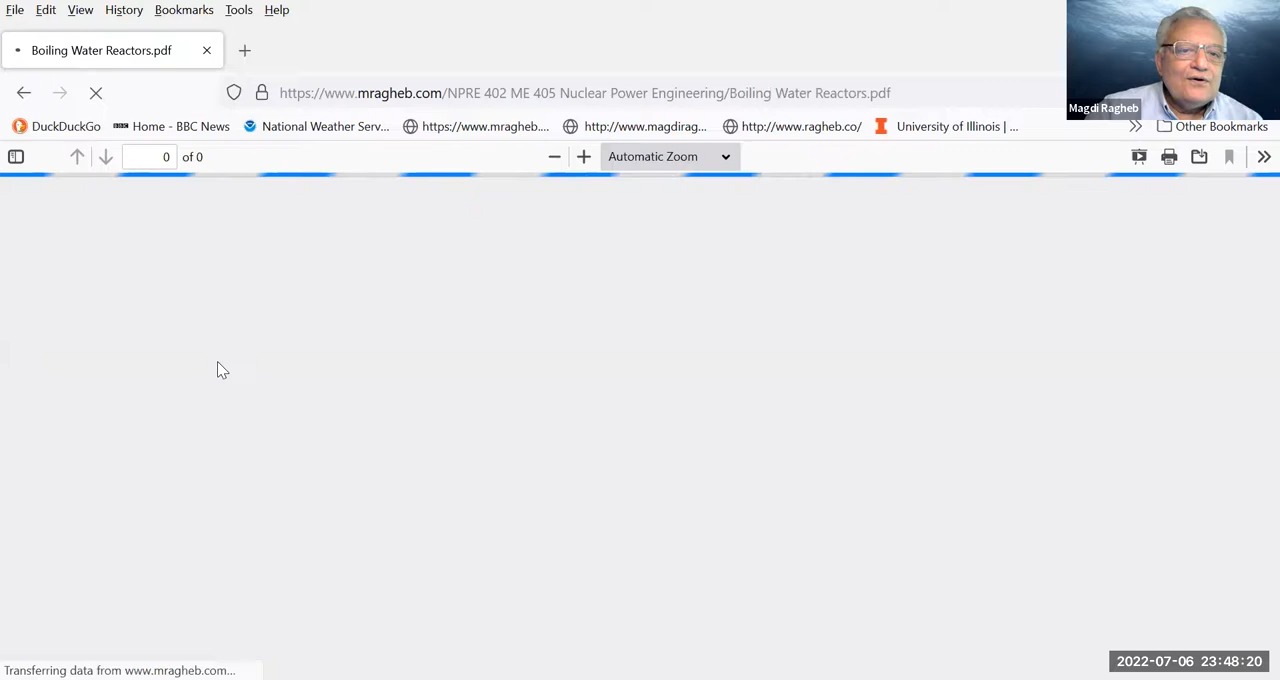 File Edit View History Bookmarks Tools Help
Boiling Water Reactors.pdf
Magdi Ragheb
https://www.mragheb.com/NPRE 402 ME 405 Nuclear Power Engineering/Boiling Water Reactors.pdf
DuckDuckGo BBC Home - BBC News National Weather Serv... https://www.mragheb.... http://www.magdirag... http://www.ragheb.co/ University of Illinois | ... Other Bookmarks
0 of 0 Automatic Zoom
Transferring data from www.mragheb.com...
2022-07-06 23:48:20